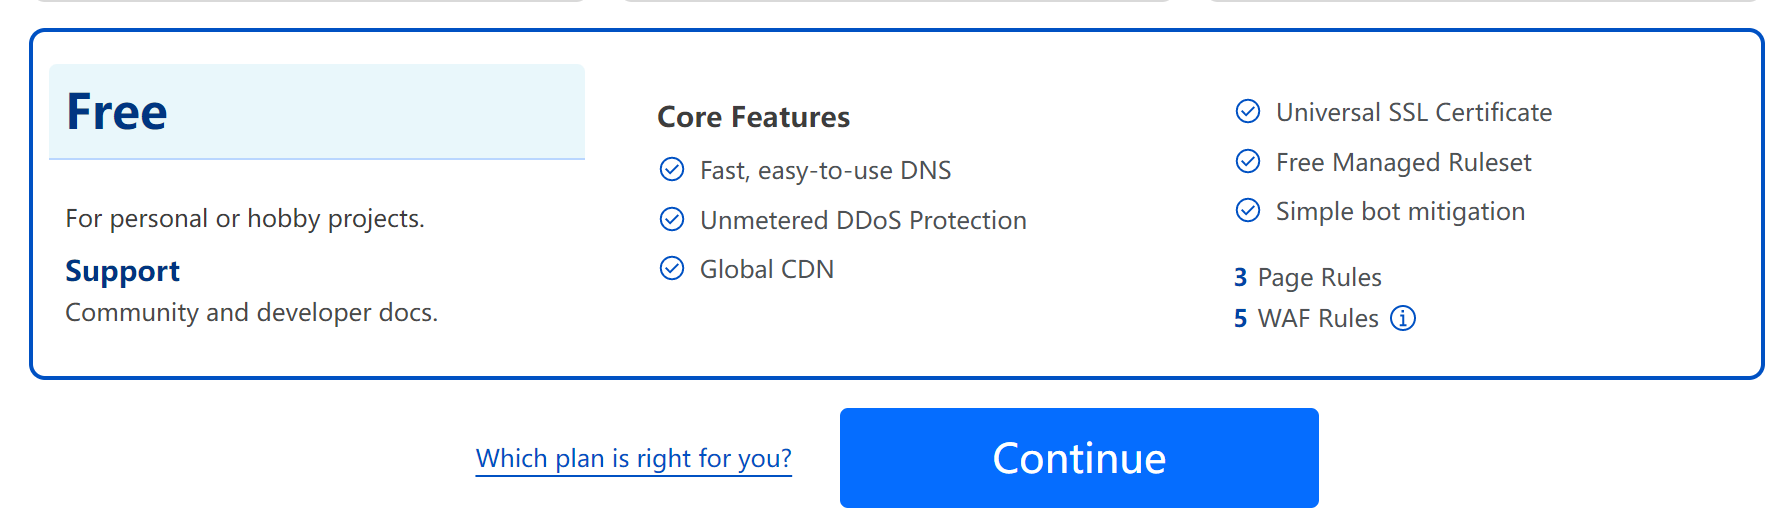 Free
For personal or hobby projects.
Support
Community and developer docs.
Core Features
Fast, easy-to-use DNS
Unmetered DDoS Protection
Global CDN
Universal SSL Certificate
Free Managed Ruleset
Simple bot mitigation
3 Page Rules
5 WAF Rules
Which plan is right for you?
Continue